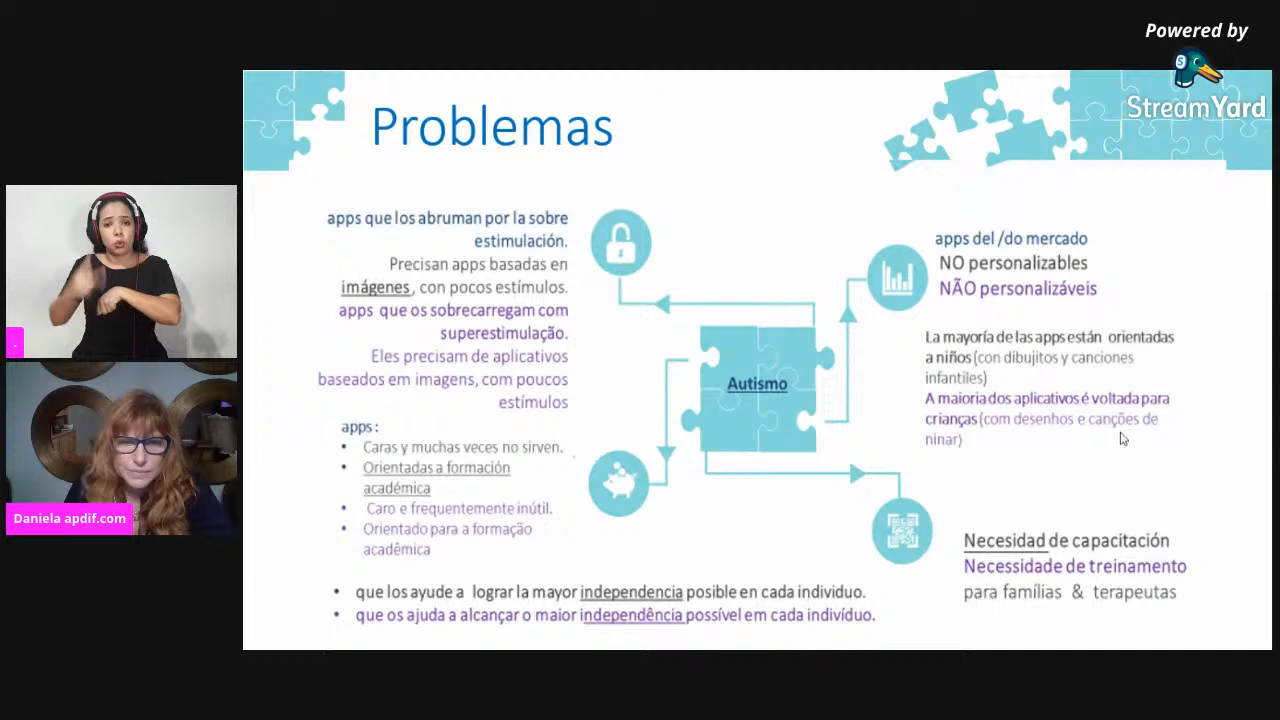 Powered by
StreamYard
Problemas
apps que los abruman por la sobre
estimulación.
Precisan apps basadas en
imágenes, con pocos estímulos.
apps que os sobrecarregam com
superestimulação.
Eles precisam de aplicativos
baseados em imagens, com poucos
estímulos
apps :
• Caras y muchas veces no sirven.
• Orientadas a formación
académica
• Caro e frequentemente inútil.
• Orientado para a formação
acadêmica
Autismo
apps del /do mercado
NO personalizables
NÃO personalizáveis
La mayoría de las apps están orientadas
a niños (con dibujitos y canciones
infantiles)
A maioria dos aplicativos é voltada para
crianças (com desenhos e canções de
ninar)
Necesidad de capacitación
Necessidade de treinamento
para famílias & terapeutas
• que los ayude a lograr la mayor independencia posible en cada individuo.
• que os ajuda a alcançar o maior independência possível em cada indivíduo.
.
Daniela apdif.com